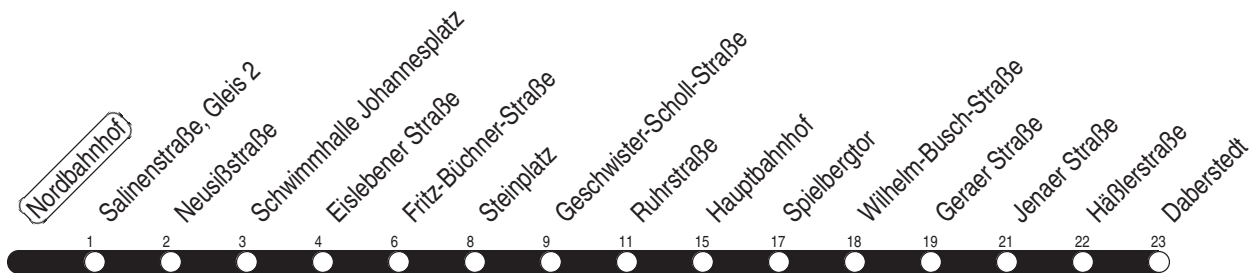 Nordbahnhof
Salinenstraße, Gleis 2
Neusißstraße
Schwimmhalle Johannesplatz
Eislebener Straße
Fritz-Büchner-Straße
Steinplatz
Geschwister-Scholl-Straße
Ruhrstraße
Hauptbahnhof
Spielbergtor
Wilhelm-Busch-Straße
Geraer Straße
Jenaer Straße
Häßlerstraße
Daberstedt
1 2 3 4 6 8 9 11 15 17 18 19 21 22 23